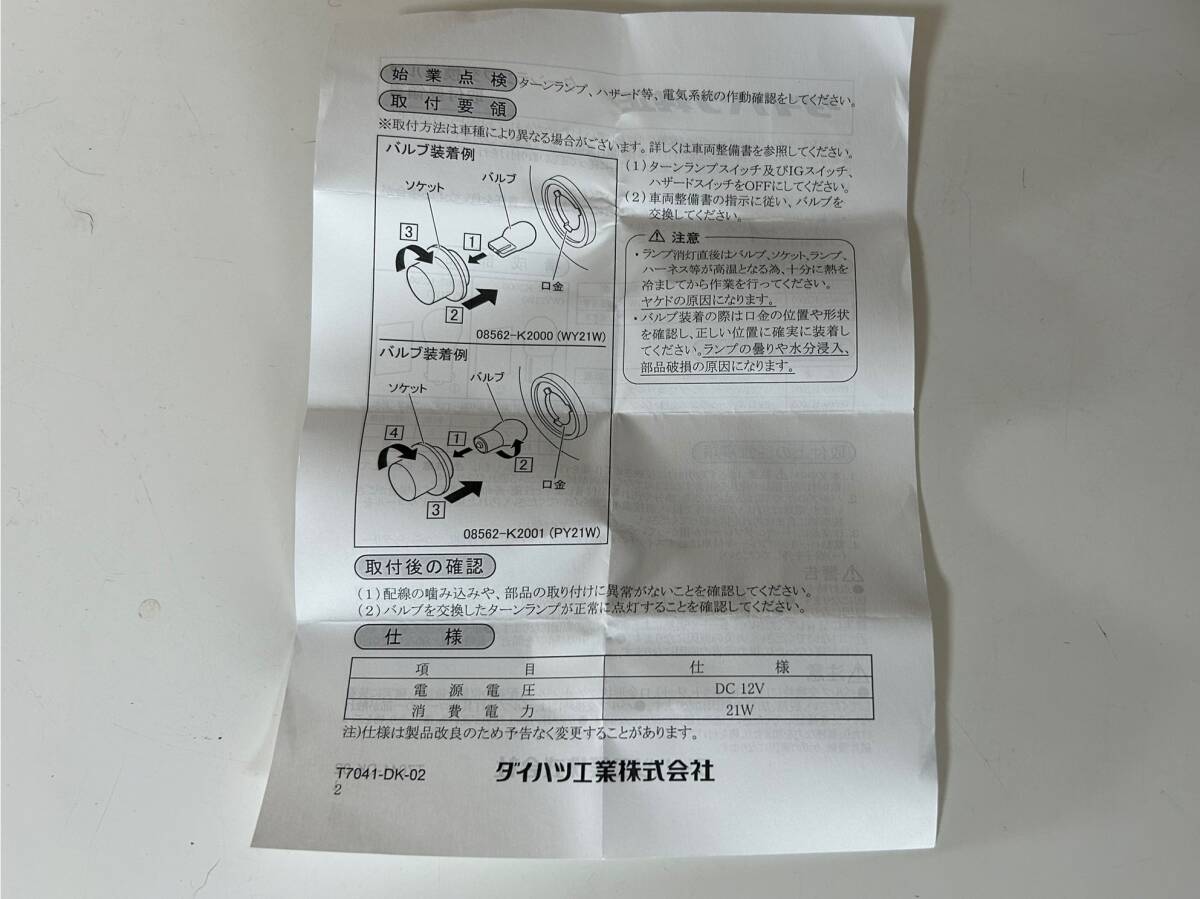 始業点検 ターンランプ、ハザード等、電気系統の作動確認をしてください。
取付要領
※取付方法は車種により異なる場合がございます。詳しくは車両整備書を参照してください。
バルブ装着例
ソケット
バルブ
3
1
口金
2
08562-K2000(WY21W)
バルブ装着例
ソケット
バルブ
4
1
2
口金
3
08562-K2001(PY21W)
(1)ターンランプスイッチ及びIGスイッチ、
ハザードスイッチをOFFにしてください。
(2)車両整備書の指示に従い、バルブを
交換してください。
⚠ 注意
・ランプ消灯直後はバルブ、ソケット、ランプ、
ハーネス等が高温となる為、十分に熱を
冷ましてから作業を行ってください。
ヤケドの原因になります。
・バルブ装着の際は口金の位置や形状
を確認し、正しい位置に確実に装着し
てください。ランプの曇りや水分浸入、
部品破損の原因になります。
取付後の確認
(1)配線の噛み込みや、部品の取り付けに異常がないことを確認してください。
(2)バルブを交換したターンランプが正常に点灯することを確認してください。
仕様
項目 仕様
電源電圧 DC 12V
消費電力 21W
注)仕様は製品改良のため予告なく変更することがあります。
T7041-DK-02 ダイハツ工業株式会社
2